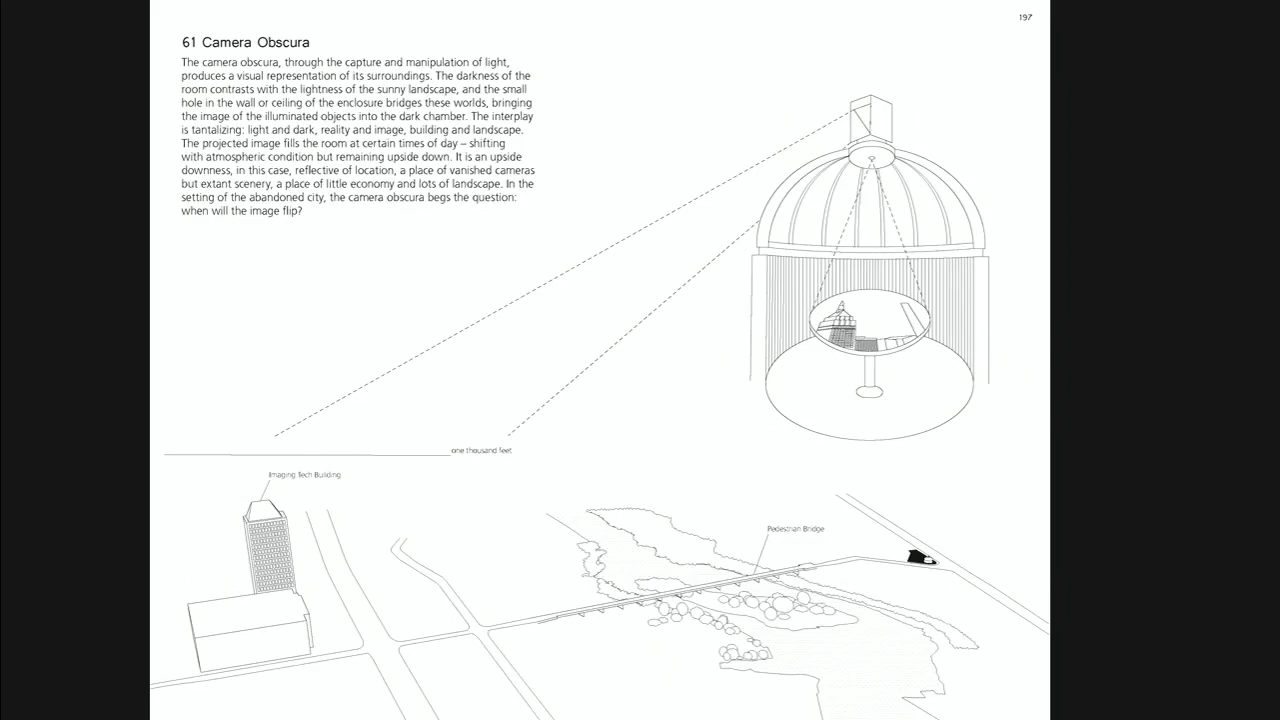 197
61 Camera Obscura
The camera obscura, through the capture and manipulation of light,
produces a visual representation of its surroundings. The darkness of the
room contrasts with the lightness of the sunny landscape, and the small
hole in the wall or ceiling of the enclosure bridges these worlds, bringing
the image of the illuminated objects into the dark chamber. The interplay
is tantalizing: light and dark, reality and image, building and landscape.
The projected image fills the room at certain times of day – shifting
with atmospheric condition but remaining upside down. It is an upside
downness, in this case, reflective of location, a place of vanished cameras
but extant scenery, a place of little economy and lots of landscape. In the
setting of the abandoned city, the camera obscura begs the question:
when will the image flip?
one thousand feet
Imaging Tech Building
Pedestrian Bridge